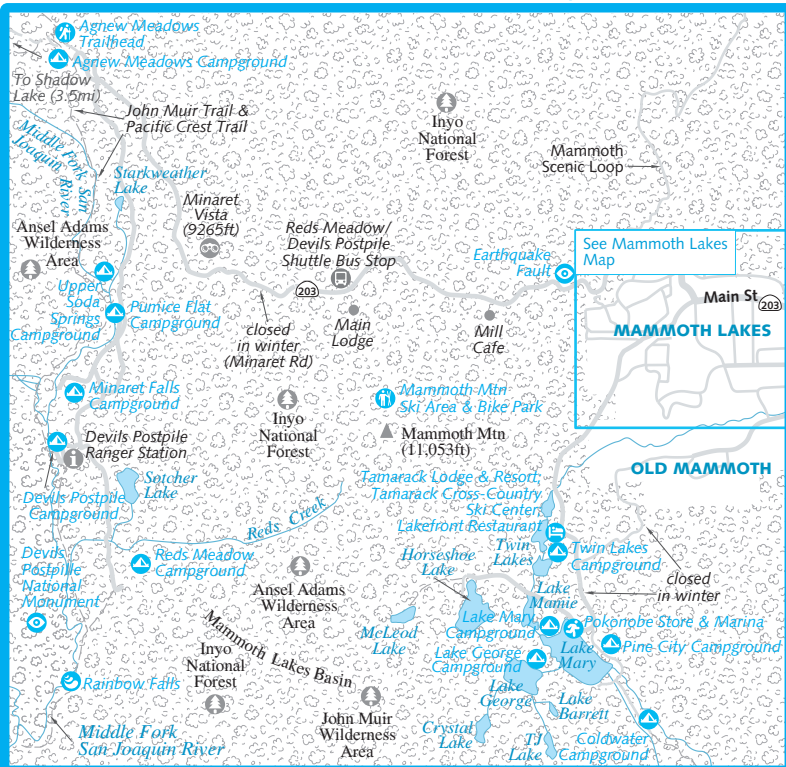 Agnew Meadows
Trailhead
Agnew Meadows Campground
To Shadow
Lake (3.5mi)
John Muir Trail &
Pacific Crest Trail
Middle Fork San
Joaquin River
Starkweather
Lake
Inyo
National
Forest
Mammoth
Scenic Loop
Minaret
Vista
(9265ft)
Reds Meadow/
Devils Postpile
Shuttle Bus Stop
Ansel Adams
Wilderness
Area
Earthquake
Fault
See Mammoth Lakes
Map
Upper
Soda
Springs
Campground
Pumice Flat
Campground
203
Main St
203
closed
in winter
(Minaret Rd)
Main
Lodge
Mill
Cafe
MAMMOTH LAKES
Minaret Falls
Campground
Inyo
National
Forest
Mammoth Mtn
Ski Area & Bike Park
Mammoth Mtn
(11,053ft)
Devils Postpile
Ranger Station
OLD MAMMOTH
Devils Postpile
Campground
Sotcher
Lake
Tamarack Lodge & Resort;
Tamarack Cross-Country
Ski Center;
Lakefront Restaurant
Reds Creek
Devils
Postpile
National
Monument
Reds Meadow
Campground
Horseshoe
Lake
Twin
Lakes
Twin Lakes
Campground
closed
in winter
Ansel Adams
Wilderness
Area
Lake
Mamie
McLeod
Lake
Lake Mary
Campground
Pokonobe Store & Marina
Pine City Campground
Mammoth Lakes Basin
Inyo
National
Forest
Lake George
Campground
Lake
Mary
Rainbow Falls
Lake
George
Lake
Barrett
Middle Fork
San Joaquin River
John Muir
Wilderness
Area
Crystal
Lake
TJ
Lake
Coldwater
Campground